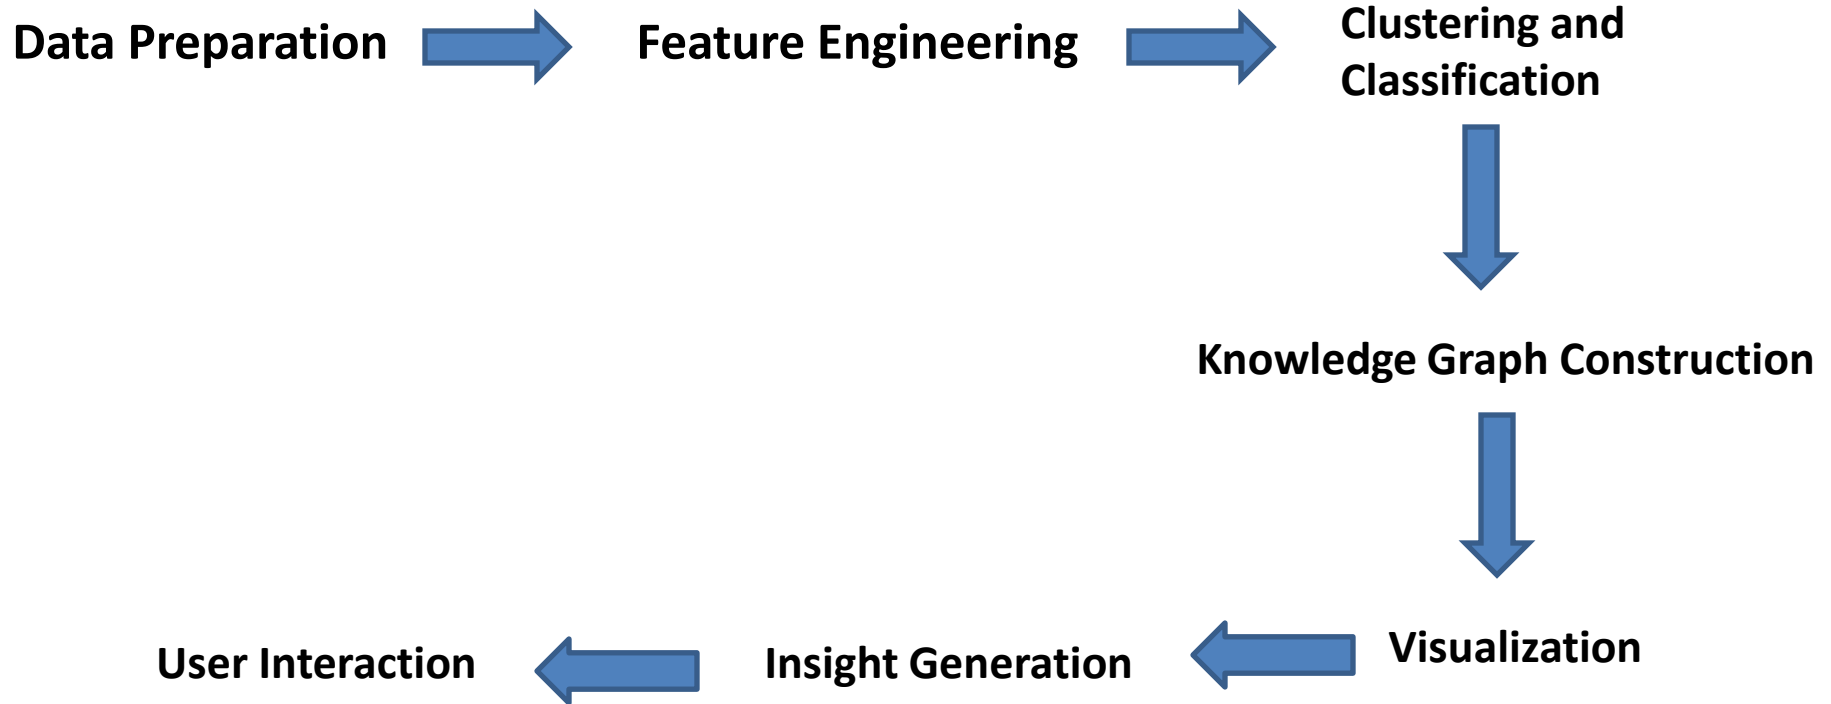 Data Preparation
Feature Engineering
Clustering and
Classification
Knowledge Graph Construction
Visualization
Insight Generation
User Interaction